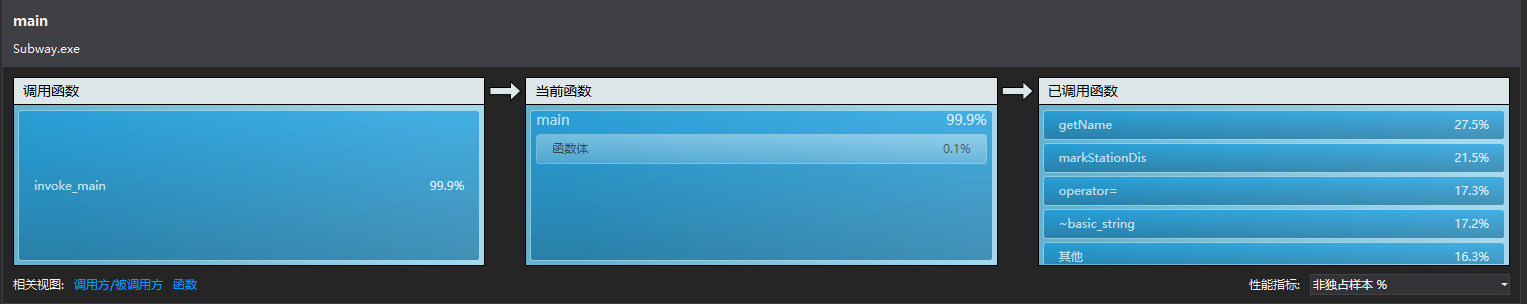 main
Subway.exe
调用函数
invoke_main 99.9%
当前函数
main 99.9%
函数体 0.1%
已调用函数
getName 27.5%
markStationDis 21.5%
operator= 17.3%
~basic_string 17.2%
其他 16.3%
相关视图: 调用方/被调用方 函数
性能指标: 非独占样本 %